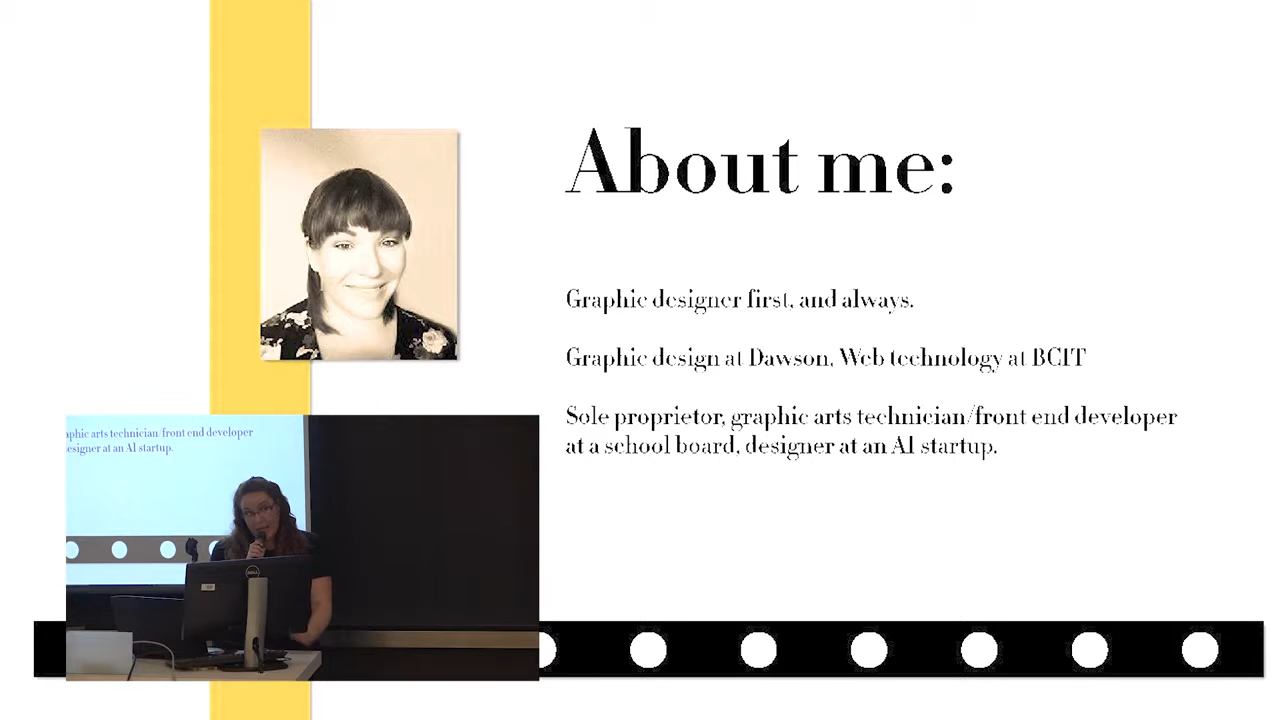 About me:
Graphic designer first, and always.
Graphic design at Dawson, Web technology at BCIT
Sole proprietor, graphic arts technician/front end developer
at a school board, designer at an AI startup.
aphic arts technician/front end developer
esigner at an AI startup.
DELL